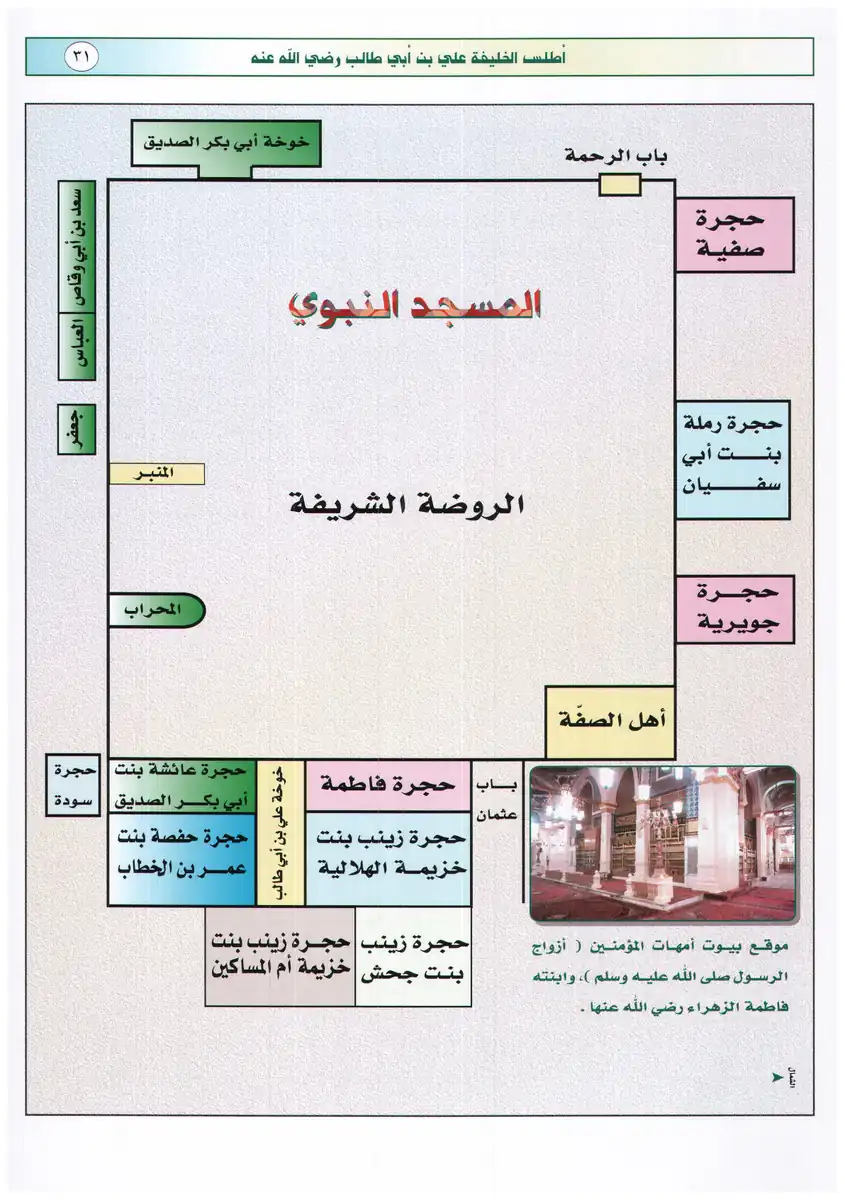 أطلس الخليفة علي بن أبي طالب رضي الله عنه
٣١
باب الرحمة
خوخة أبي بكر الصديق
سعد بن أبي وقاص
العباس
جعفر
حجرة
صفية
المسجد النبوي
حجرة رملة
بنت أبي
سفيان
المنبر
الروضة الشريفة
حجرة
جويرية
المحراب
أهل الصفّة
باب
عثمان
حجرة فاطمة
خوخة علي بن أبي طالب
حجرة عائشة بنت
أبي بكر الصديق
حجرة
سودة
حجرة زينب بنت
خزيمة الهلالية
حجرة حفصة بنت
عمر بن الخطاب
حجرة زينب
بنت جحش
حجرة زينب بنت
خزيمة أم المساكين
موقع بيوت أمهات المؤمنين ( أزواج
الرسول صلى الله عليه وسلم )، وابنته
فاطمة الزهراء رضي الله عنها .
الشمال